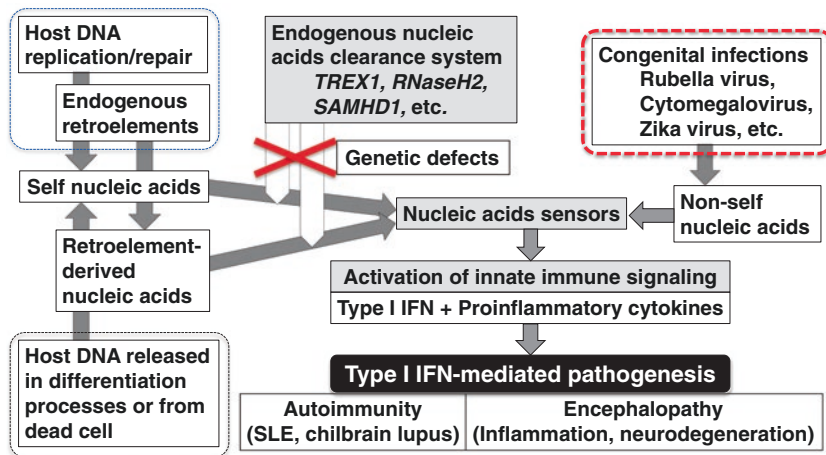 Host DNA
replication/repair
Endogenous
retroelements
Self nucleic acids
Retroelement-
derived
nucleic acids
Host DNA released
in differentiation
processes or from
dead cell
Endogenous nucleic
acids clearance system
TREX1, RNaseH2,
SAMHD1, etc.
Genetic defects
Congenital infections
Rubella virus,
Cytomegalovirus,
Zika virus, etc.
Non-self
nucleic acids
Nucleic acids sensors
Activation of innate immune signaling
Type I IFN + Proinflammatory cytokines
Type I IFN-mediated pathogenesis
Autoimmunity
(SLE, chilbrain lupus)
Encephalopathy
(Inflammation, neurodegeneration)